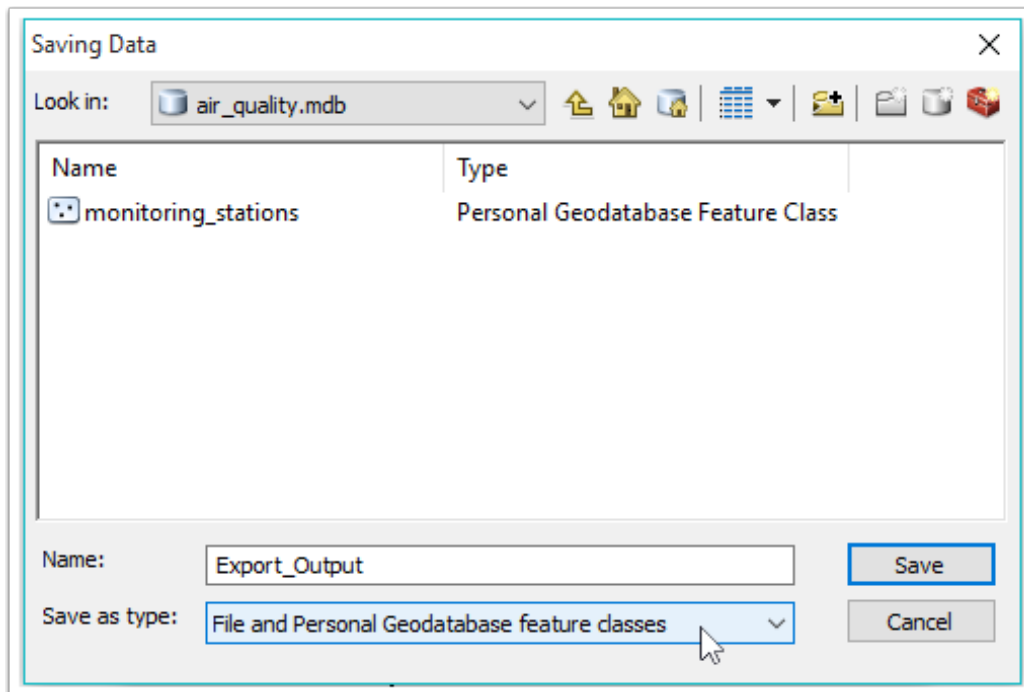 Saving Data
Look in: air_quality.mdb
Name Type
monitoring_stations Personal Geodatabase Feature Class
Name: Export_Output Save
Save as type: File and Personal Geodatabase feature classes Cancel